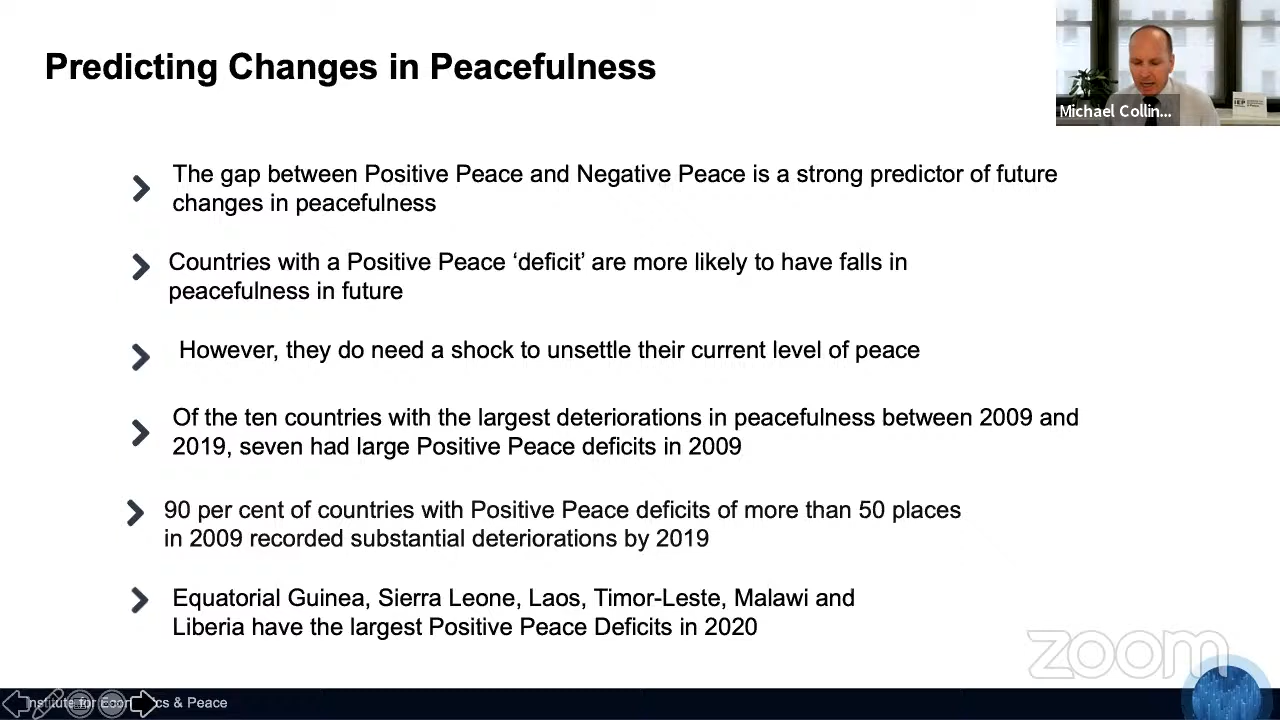 Predicting Changes in Peacefulness
Michael Collin...
IEP
The gap between Positive Peace and Negative Peace is a strong predictor of future
changes in peacefulness
Countries with a Positive Peace ‘deficit’ are more likely to have falls in
peacefulness in future
However, they do need a shock to unsettle their current level of peace
Of the ten countries with the largest deteriorations in peacefulness between 2009 and
2019, seven had large Positive Peace deficits in 2009
90 per cent of countries with Positive Peace deficits of more than 50 places
in 2009 recorded substantial deteriorations by 2019
Equatorial Guinea, Sierra Leone, Laos, Timor-Leste, Malawi and
Liberia have the largest Positive Peace Deficits in 2020
zoom
Institute for & Peace